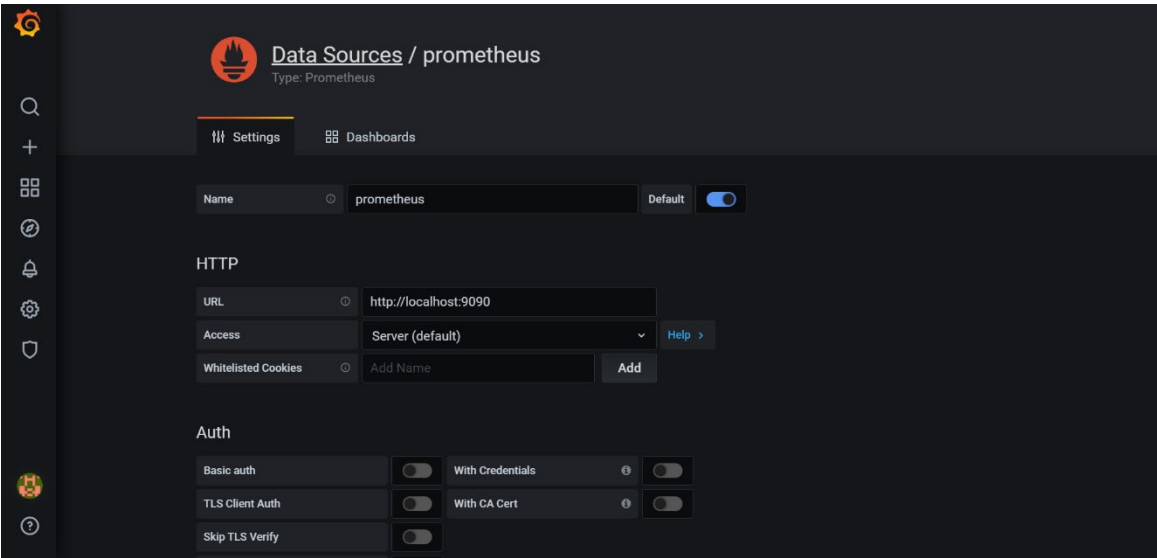 Data Sources / prometheus
Type: Prometheus
Settings
Dashboards
Name
prometheus
Default
HTTP
URL
http://localhost:9090
Access
Server (default)
Help >
Whitelisted Cookies
Add Name
Add
Auth
Basic auth
With Credentials
TLS Client Auth
With CA Cert
Skip TLS Verify